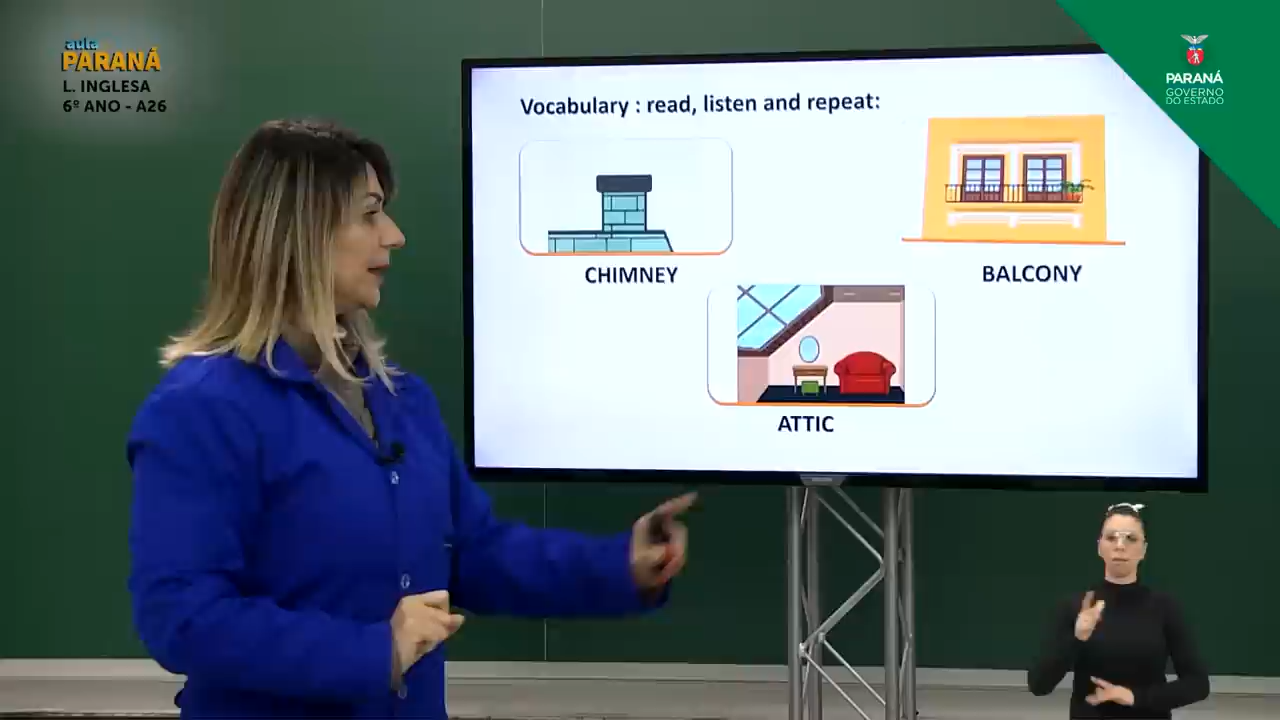 aula
PARANÁ
L. INGLESA
6º ANO - A26
PARANÁ
GOVERNO
DO ESTADO
Vocabulary : read, listen and repeat:
CHIMNEY
BALCONY
ATTIC